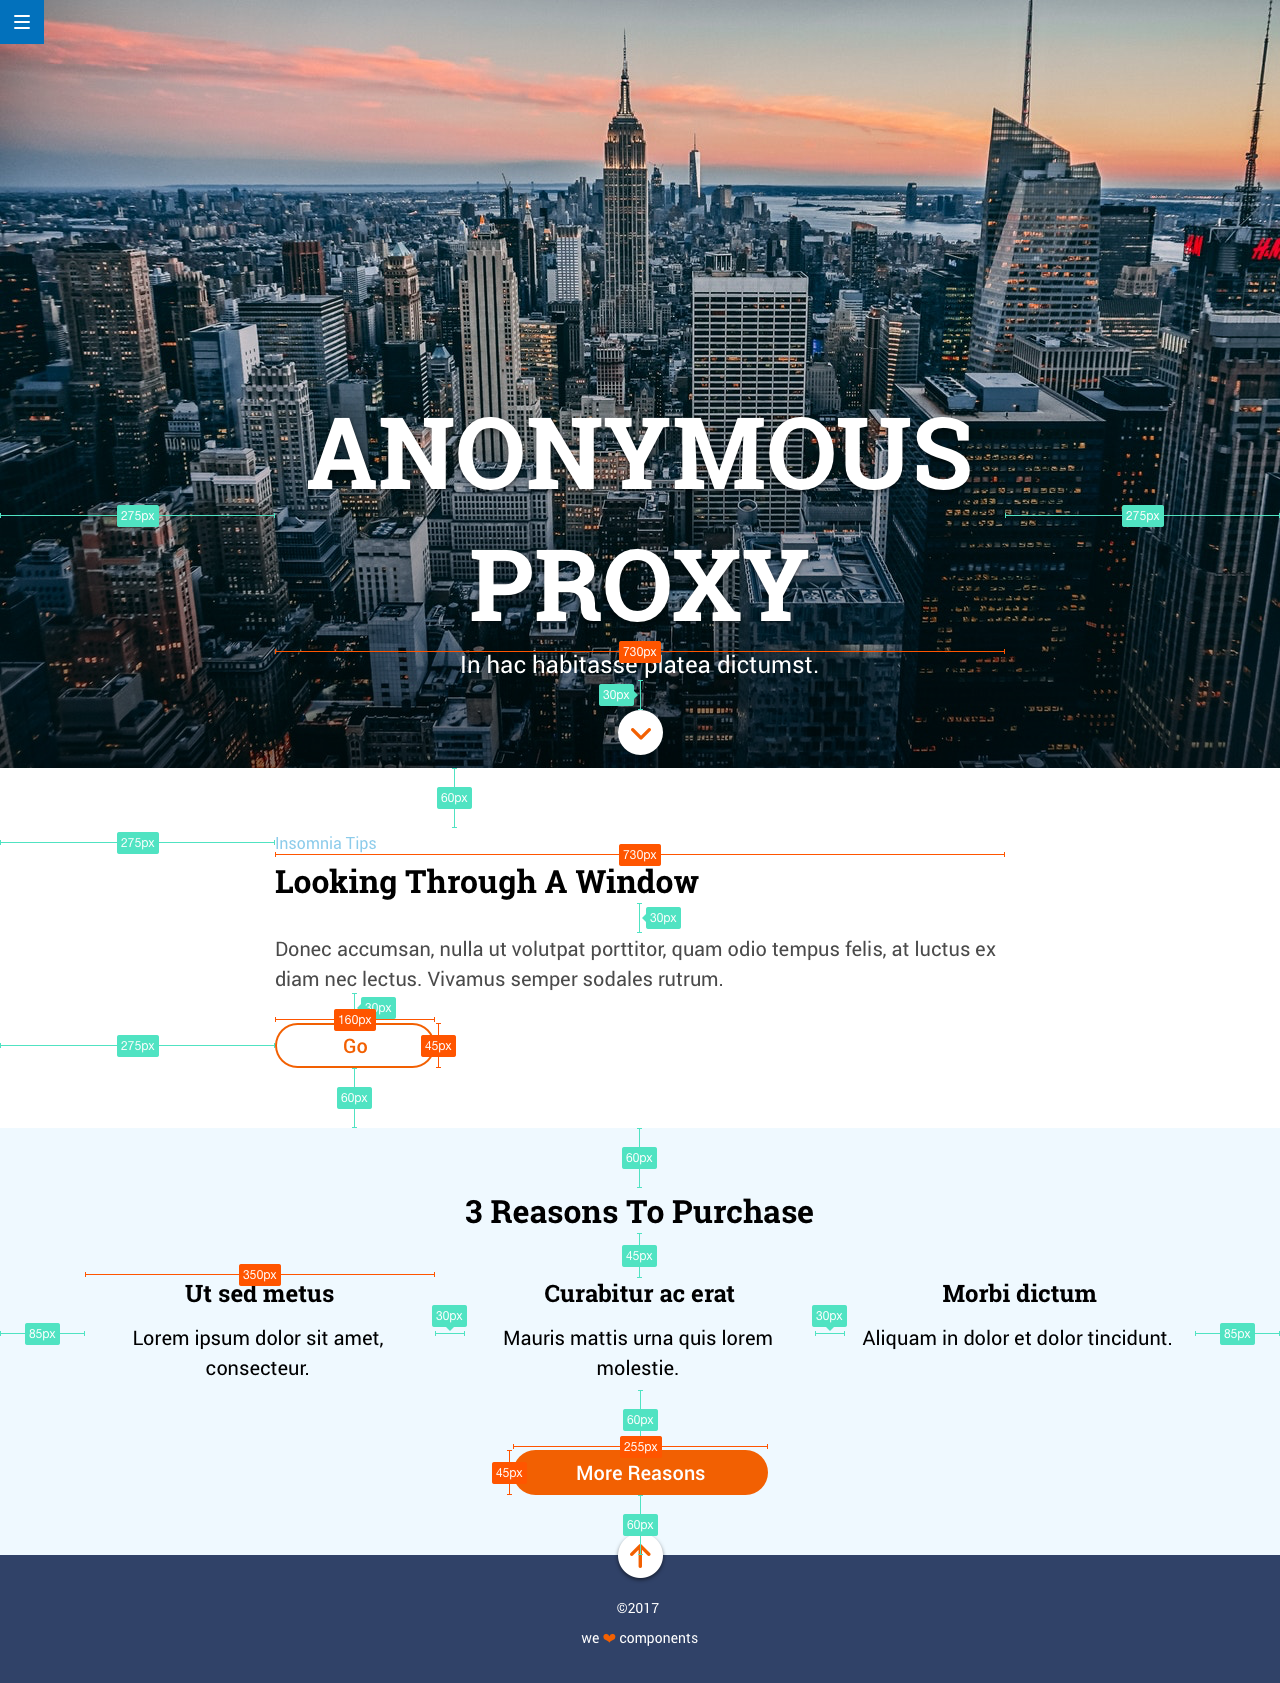 H&M
ANONYMOUS
275px
275px
PROXY
730px
In hac habitasse platea dictumst.
30px
60px
275px
Insomnia Tips
730px
Looking Through A Window
30px
Donec accumsan, nulla ut volutpat porttitor, quam odio tempus felis, at luctus ex
diam nec lectus. Vivamus semper sodales rutrum.
30px
160px
275px
Go
45px
60px
60px
3 Reasons To Purchase
45px
350px
Ut sed metus
Curabitur ac erat
Morbi dictum
30px
30px
85px
85px
Lorem ipsum dolor sit amet,
consecteur.
Mauris mattis urna quis lorem
molestie.
Aliquam in dolor et dolor tincidunt.
60px
255px
45px
More Reasons
60px
©2017
we ❤ components